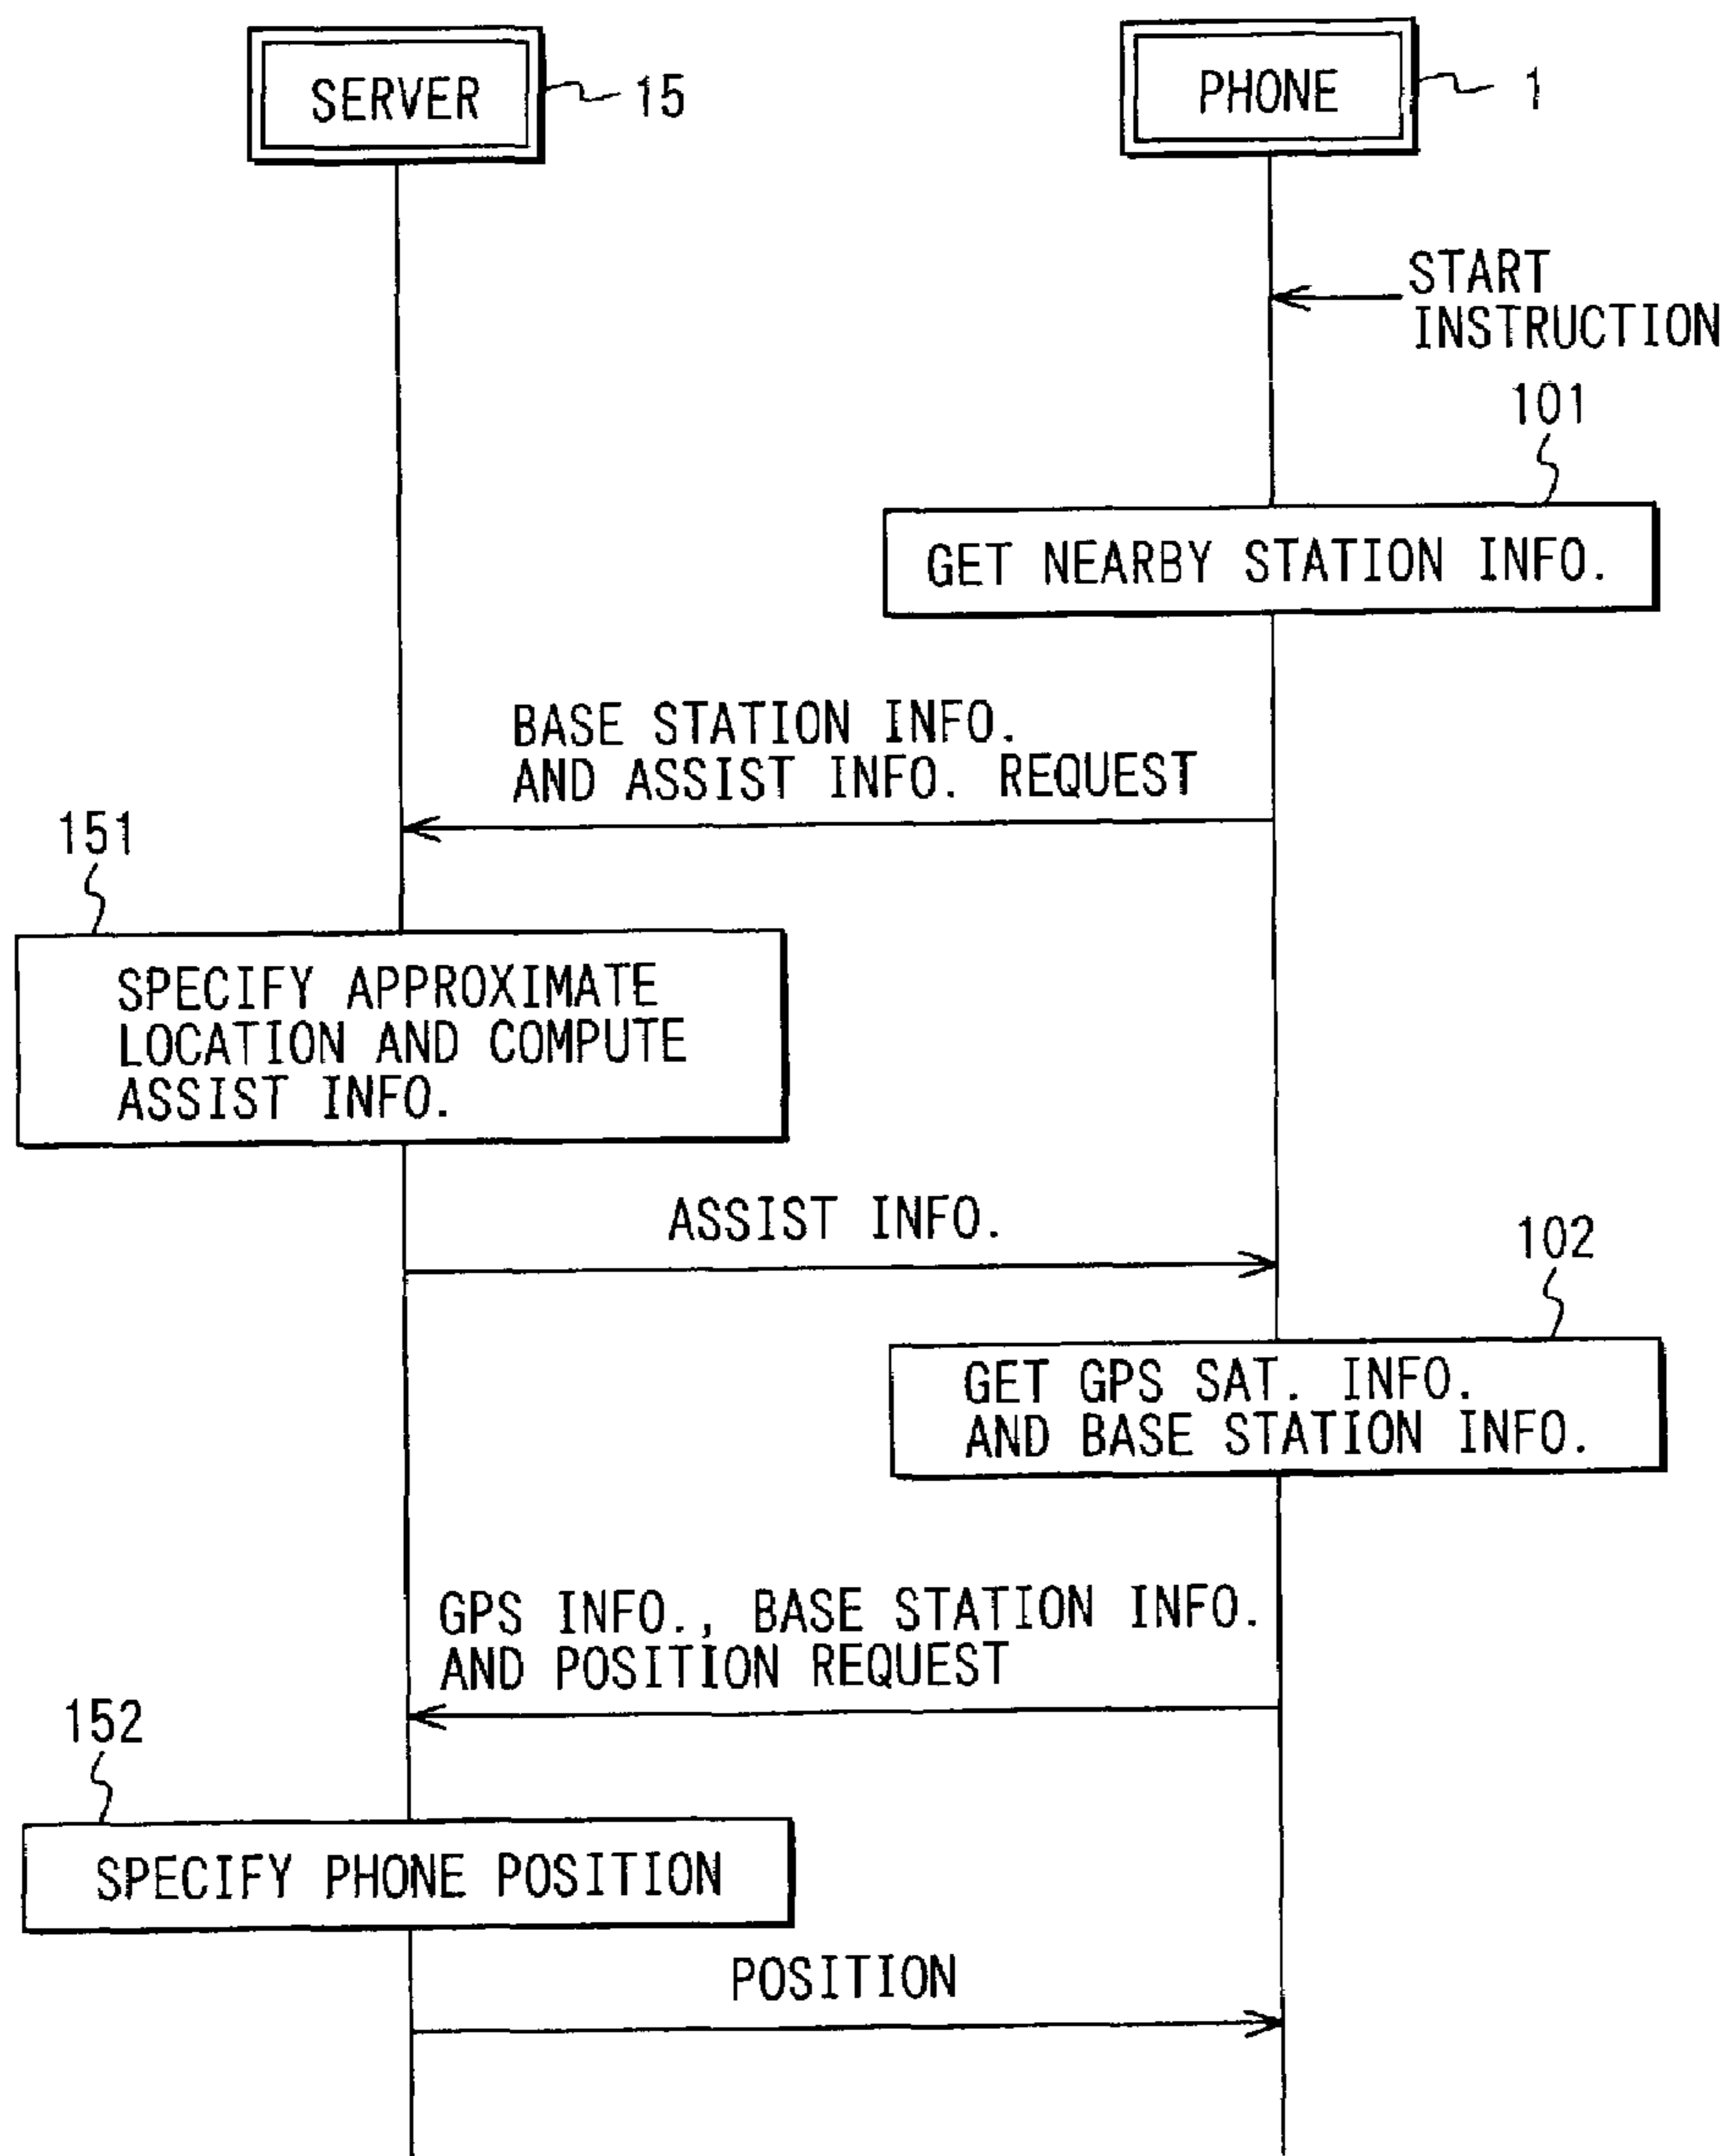 SERVER
15
PHONE
1
START
INSTRUCTION
101
GET NEARBY STATION INFO.
BASE STATION INFO.
AND ASSIST INFO. REQUEST
151
SPECIFY APPROXIMATE
LOCATION AND COMPUTE
ASSIST INFO.
ASSIST INFO.
102
GET GPS SAT. INFO.
AND BASE STATION INFO.
GPS INFO., BASE STATION INFO.
AND POSITION REQUEST
152
SPECIFY PHONE POSITION
POSITION